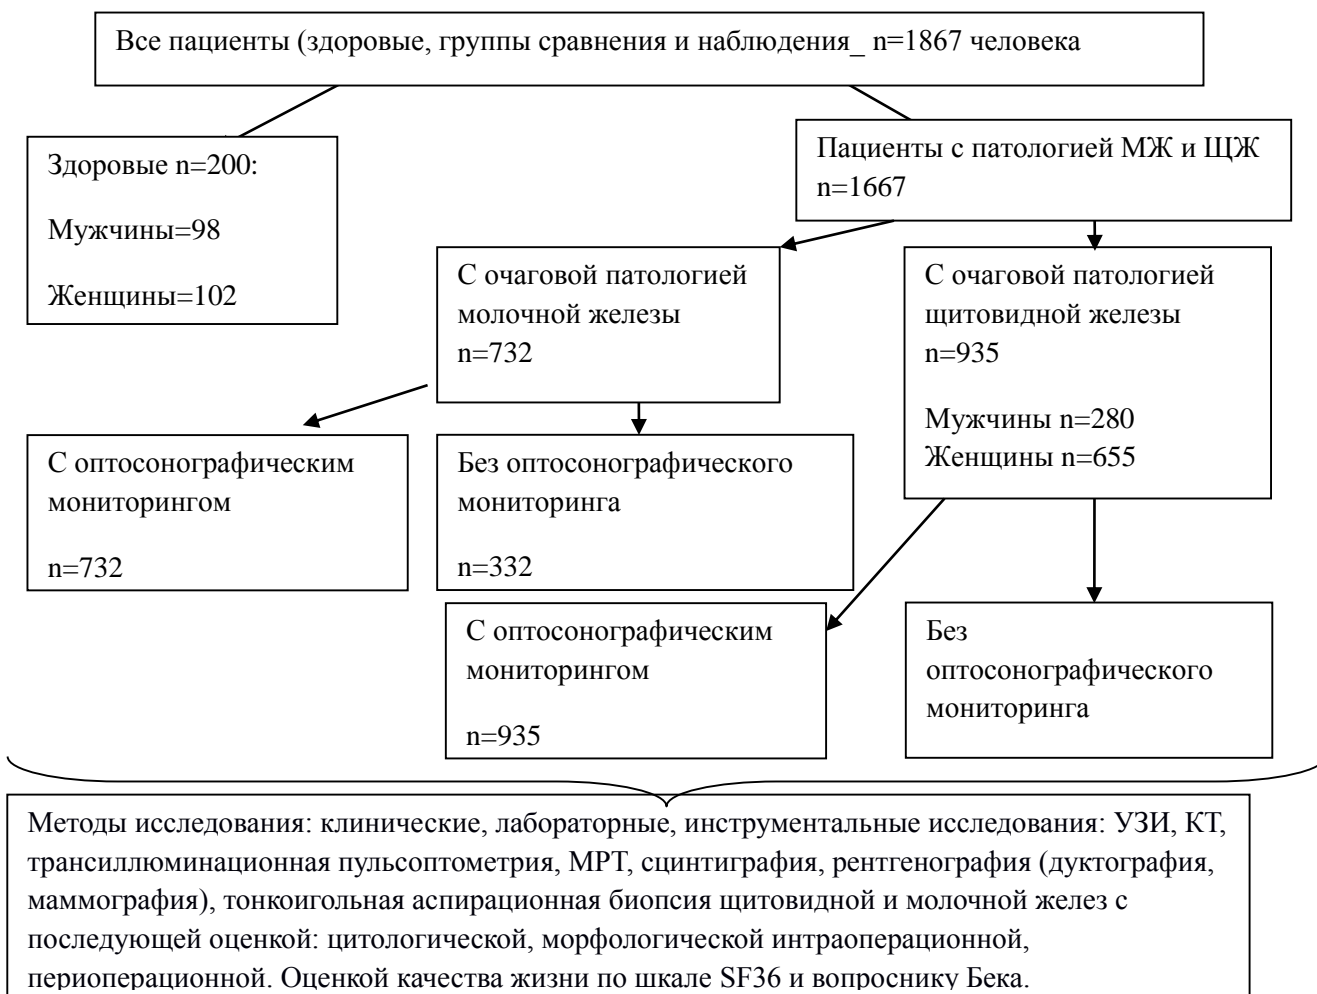 Все пациенты (здоровые, группы сравнения и наблюдения_ n=1867 человека
Здоровые n=200:
Мужчины=98
Женщины=102
Пациенты с патологией МЖ и ЩЖ
n=1667
С очаговой патологией
молочной железы
n=732
С очаговой патологией
щитовидной железы
n=935
Мужчины n=280
Женщины n=655
С оптосонографическим
мониторингом
n=732
Без оптосонографического
мониторинга
n=332
С оптосонографическим
мониторингом
n=935
Без
оптосонографического
мониторинга
Методы исследования: клинические, лабораторные, инструментальные исследования: УЗИ, КТ,
трансиллюминационная пульсоптометрия, МРТ, сцинтиграфия, рентгенография (дуктография,
маммография), тонкоигольная аспирационная биопсия щитовидной и молочной желез с
последующей оценкой: цитологической, морфологической интраоперационной,
периоперационной. Оценкой качества жизни по шкале SF36 и вопроснику Бека.